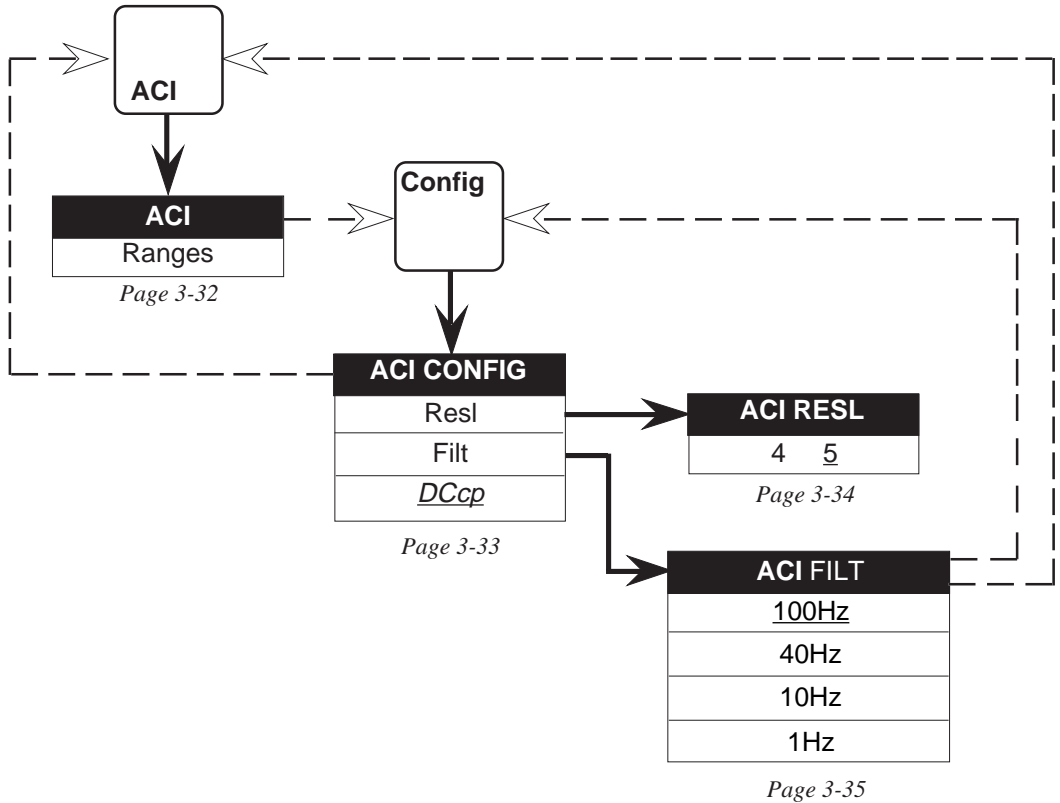 ACI
ACI
Ranges
Page 3-32
Config
ACI CONFIG
Resl
Filt
DCcp
Page 3-33
ACI RESL
4 5
Page 3-34
ACI FILT
100Hz
40Hz
10Hz
1Hz
Page 3-35